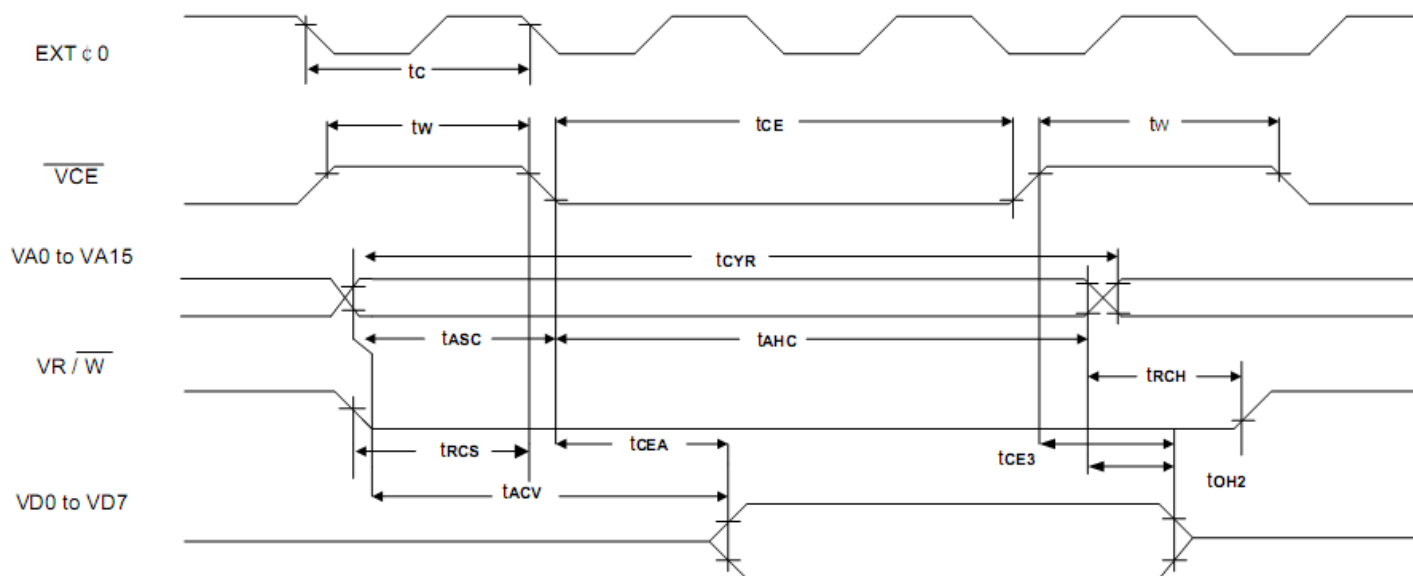 EXT ¢ 0
tC
tW tCE tW
VCE
VA0 to VA15
tCYR
tASC tAHC
VR / W
tRCH
tRCS tCEA tCE3
tACV tOH2
VD0 to VD7